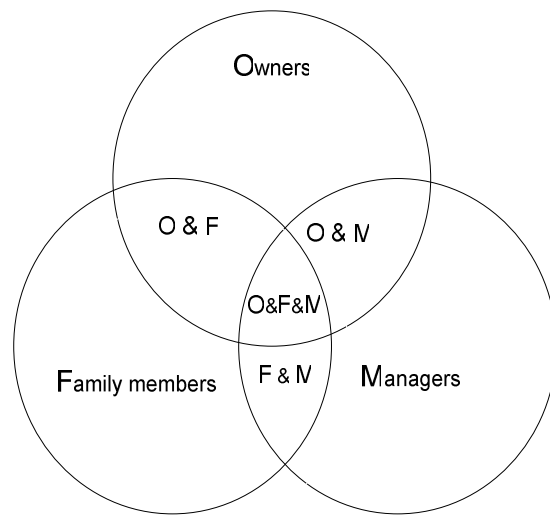 Owners
O & F
O & M
O&F&M
Family members
F & M
Managers